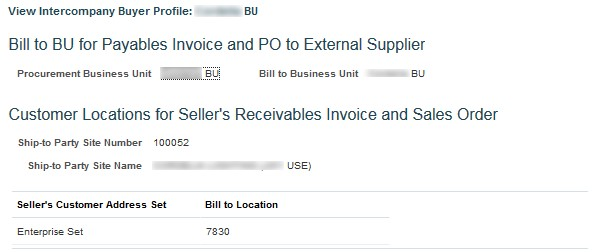 View Intercompany Buyer Profile: BU
Bill to BU for Payables Invoice and PO to External Supplier
Procurement Business Unit BU Bill to Business Unit BU
Customer Locations for Seller's Receivables Invoice and Sales Order
Ship-to Party Site Number 100052
Ship-to Party Site Name USE)
Seller's Customer Address Set Bill to Location
Enterprise Set 7830